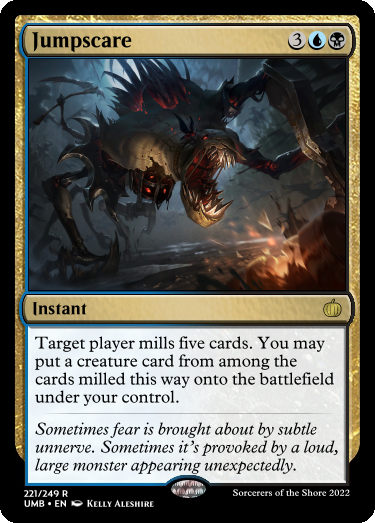 Jumpscare 3
Instant
Target player mills five cards. You may
put a creature card from among the
cards milled this way onto the battlefield
under your control.
Sometimes fear is brought about by subtle
unnerve. Sometimes it's provoked by a loud,
large monster appearing unexpectedly.
221/249 R
UMB • EN Kelly Aleshire
Sorcerers of the Shore 2022